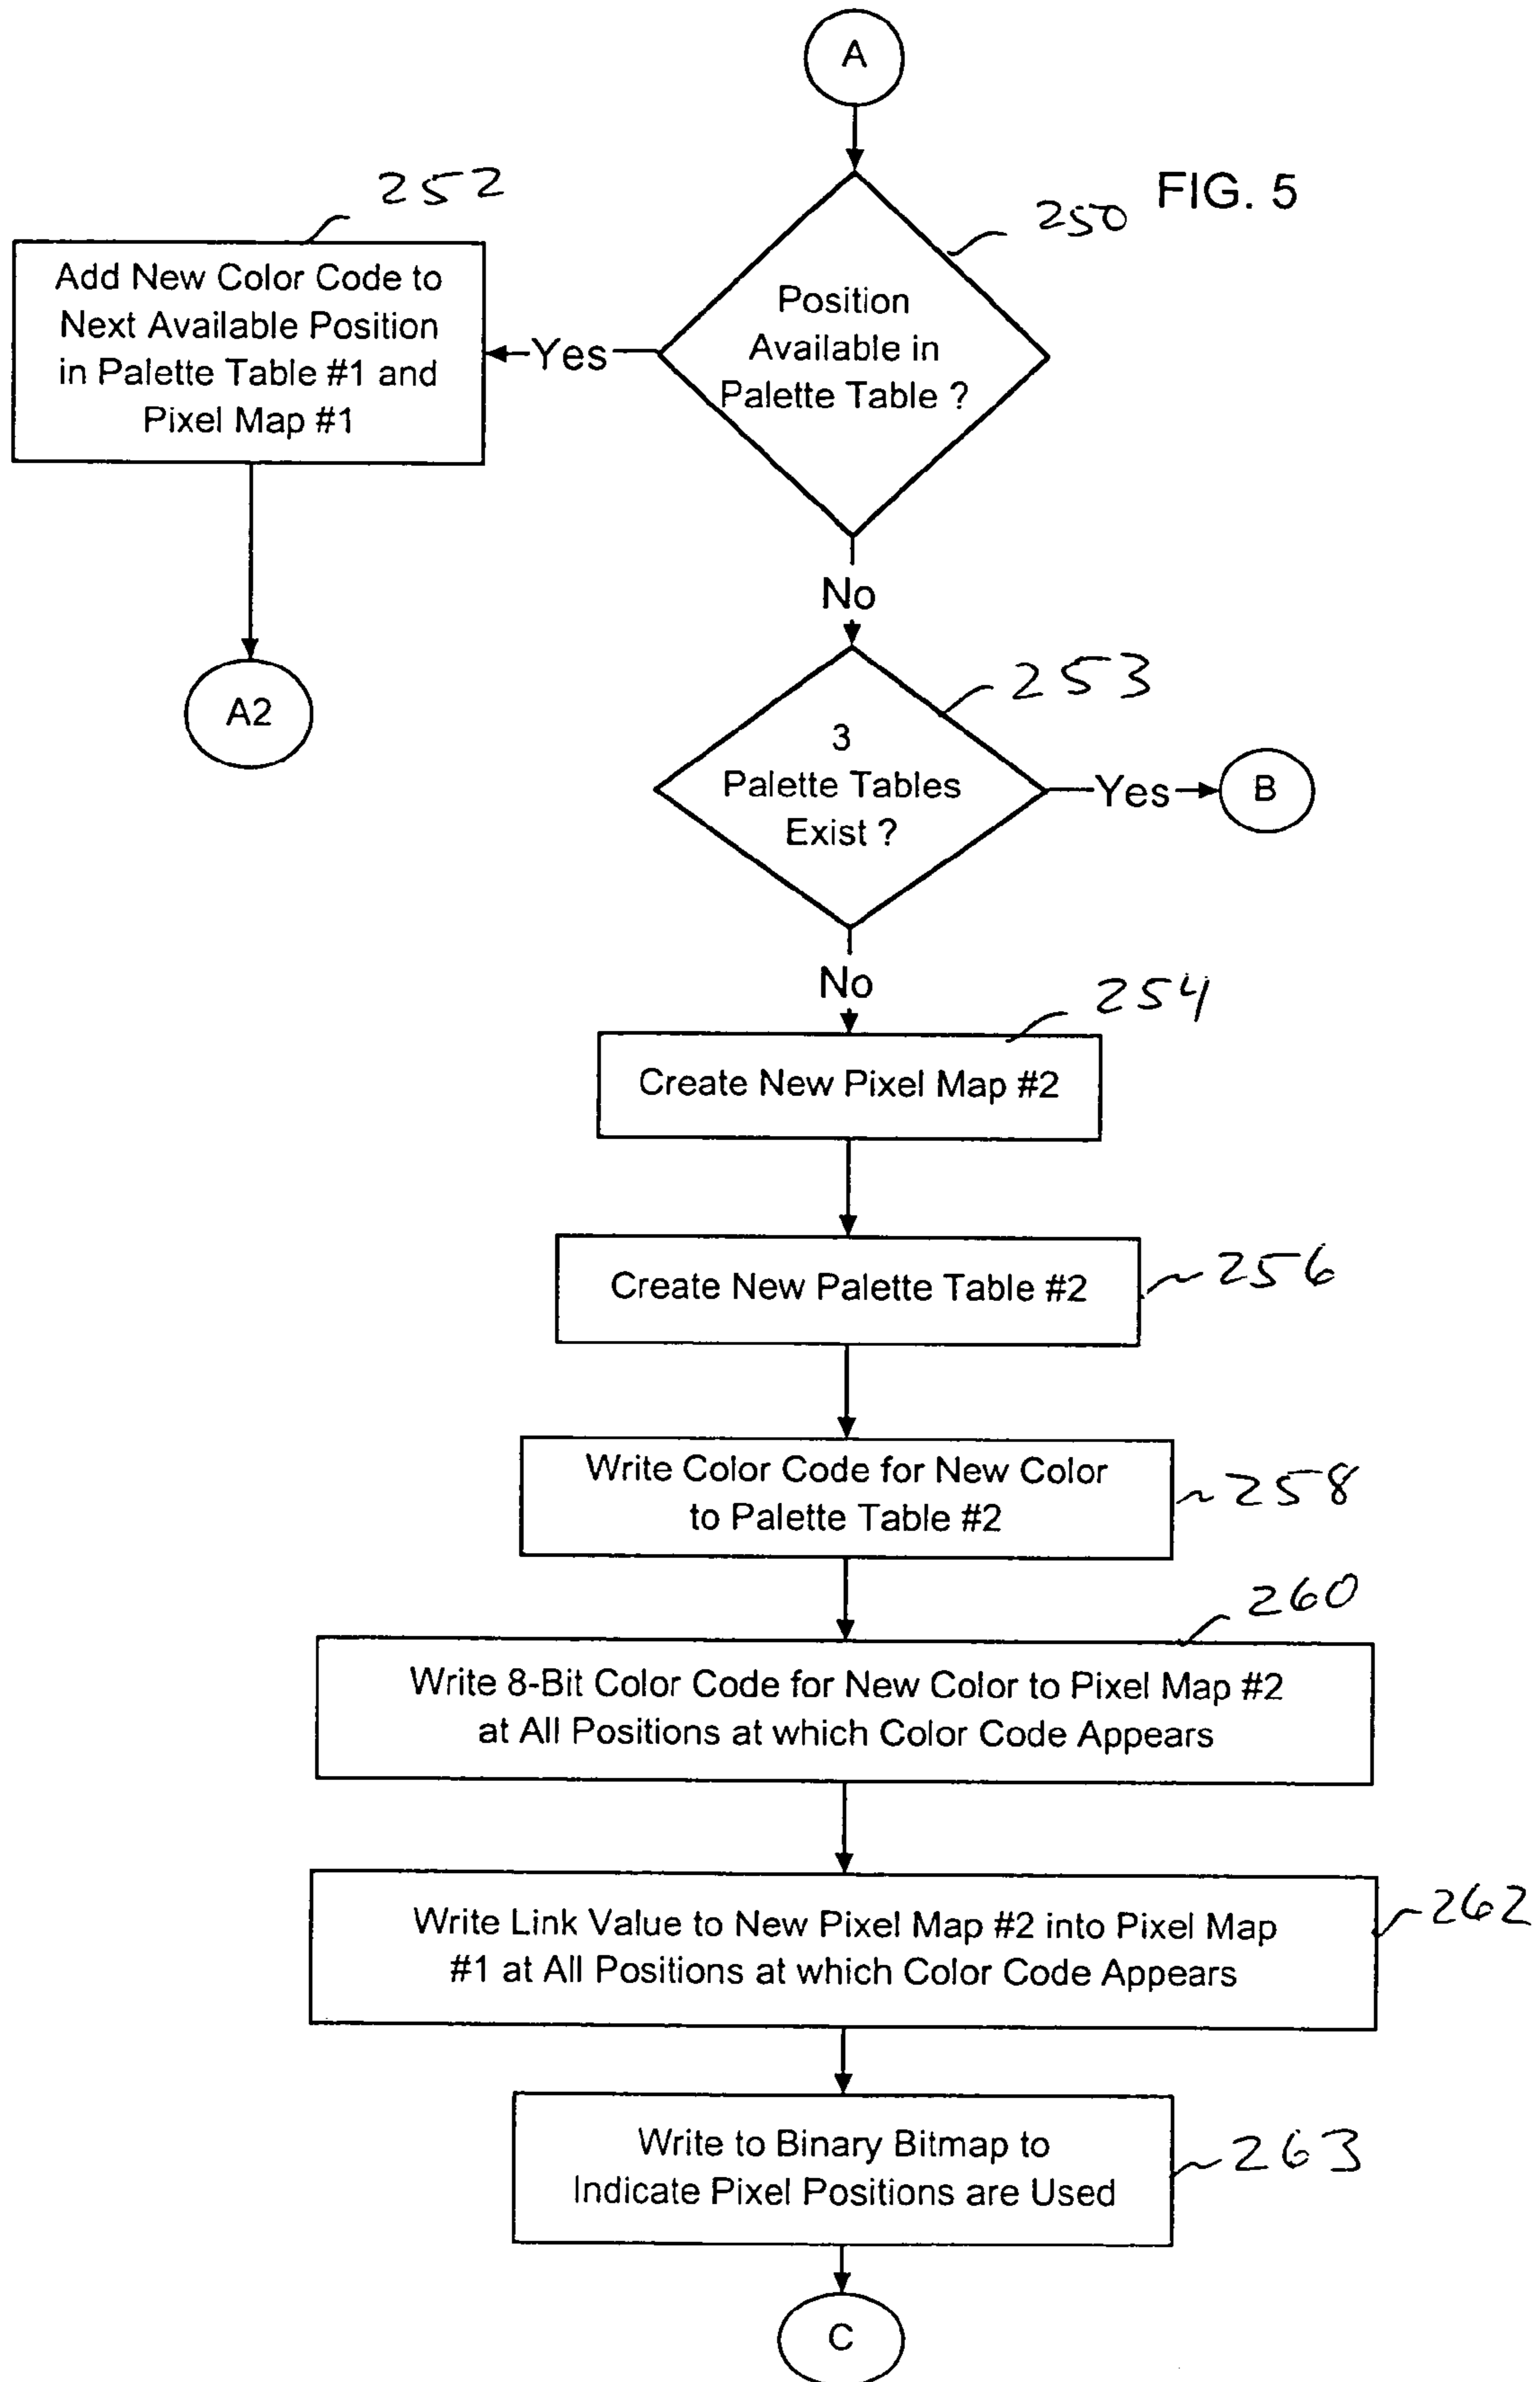 A
FIG. 5
250
252
Position
Available in
Palette Table ?
Yes
Add New Color Code to
Next Available Position
in Palette Table #1 and
Pixel Map #1
A2
No
253
3
Palette Tables
Exist ?
Yes
B
No
254
Create New Pixel Map #2
Create New Palette Table #2
256
Write Color Code for New Color
to Palette Table #2
258
260
Write 8-Bit Color Code for New Color to Pixel Map #2
at All Positions at which Color Code Appears
Write Link Value to New Pixel Map #2 into Pixel Map
#1 at All Positions at which Color Code Appears
262
Write to Binary Bitmap to
Indicate Pixel Positions are Used
263
C